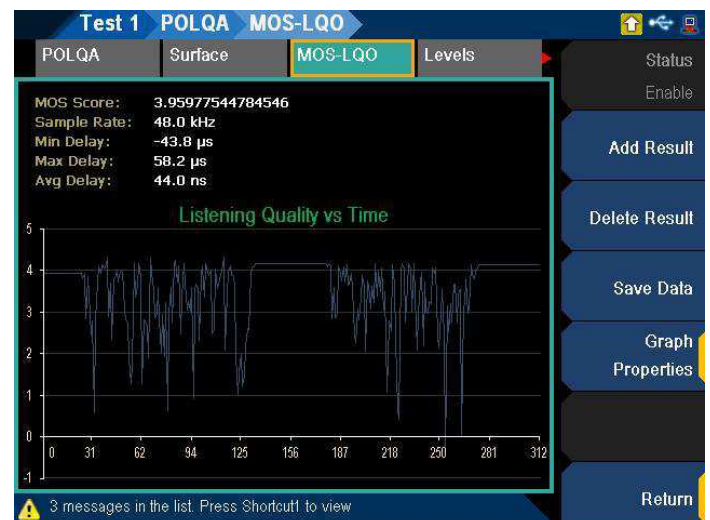 Test 1 POLQA MOS-LQO
POLQA Surface MOS-LQO Levels
Status
Enable
MOS Score: 3.95977544784546
Sample Rate: 48.0 kHz
Min Delay: -43.8 µs
Max Delay: 58.2 µs
Avg Delay: 44.0 ns
Add Result
Delete Result
Save Data
Graph
Properties
Return
Listening Quality vs Time
5
4
3
2
1
0
-1
0 31 62 94 125 156 187 218 250 281 312
3 messages in the list. Press Shortcut1 to view